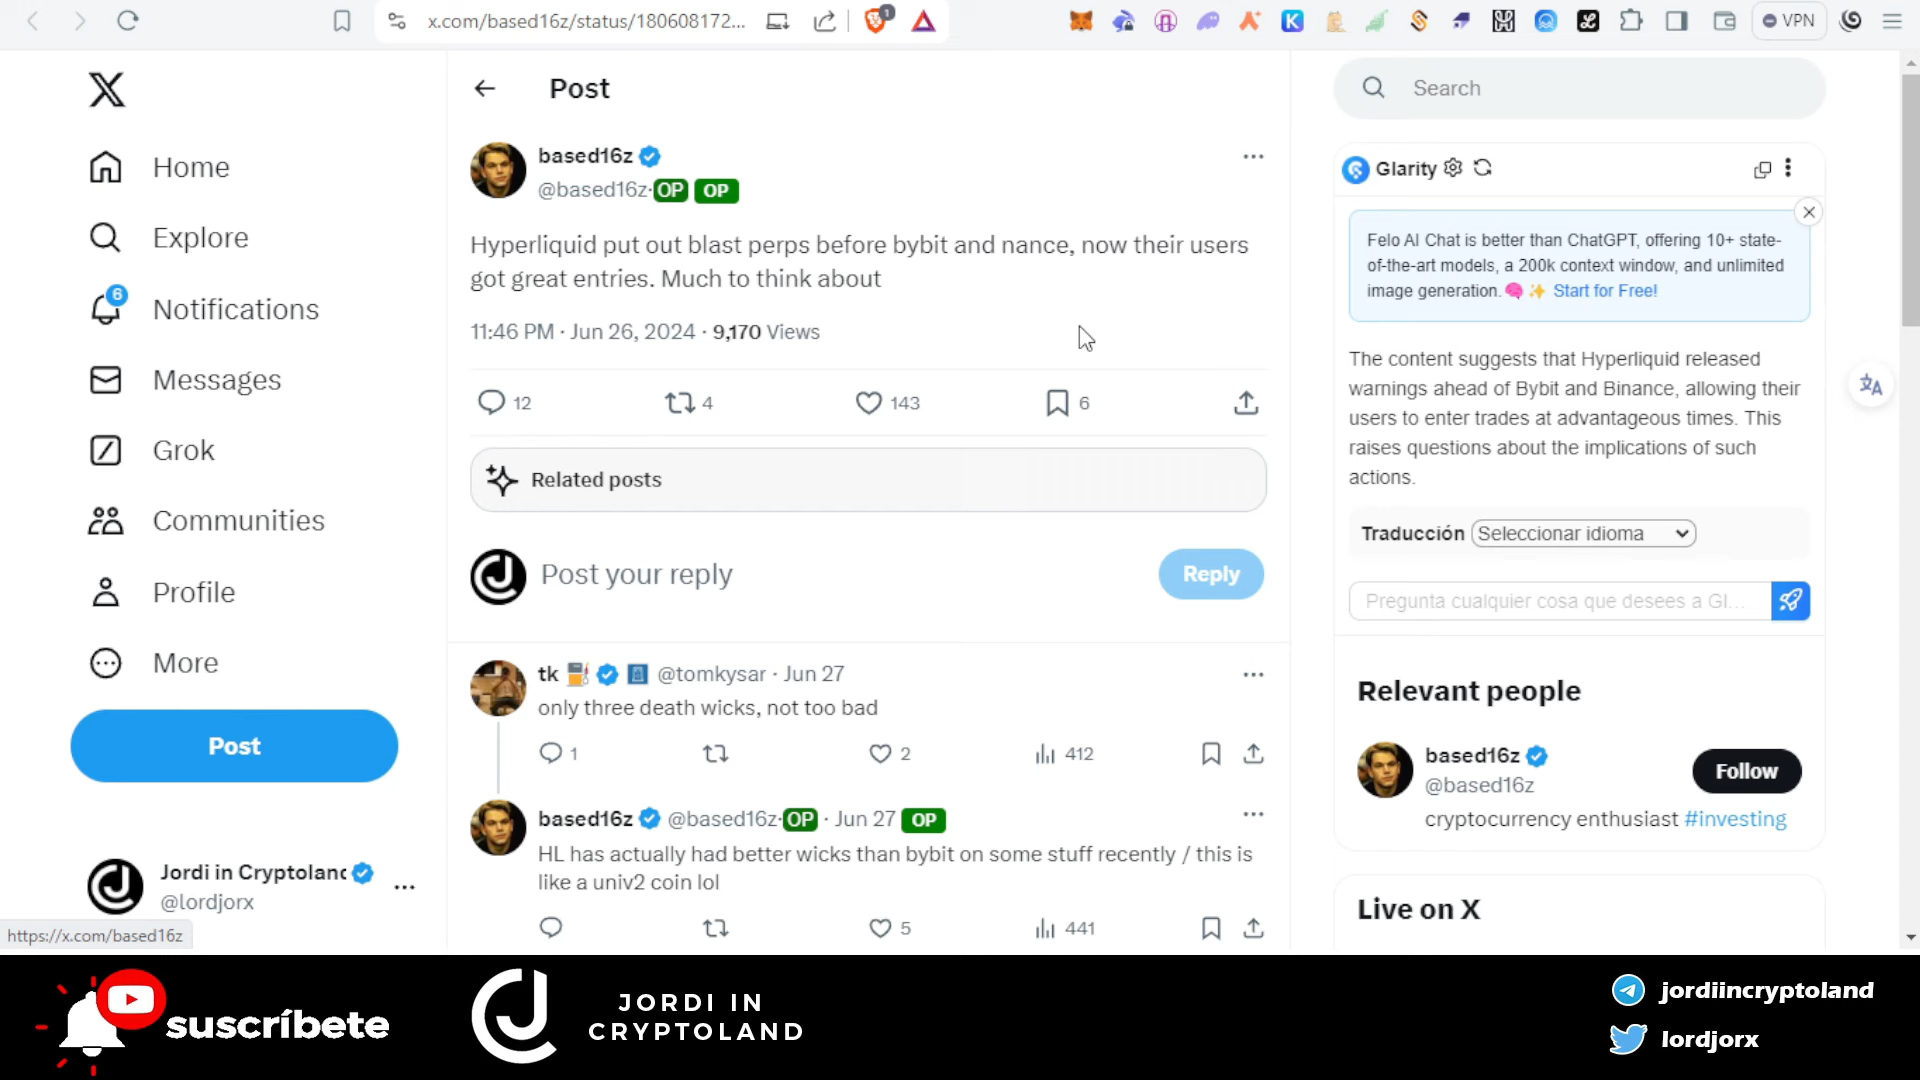 x.com/based16z/status/180608172...
1
VPN
Post
Search
Home
Explore
6
Notifications
Messages
Grok
Communities
Profile
More
Post
Jordi in Cryptolanc
@lordjorx
https://x.com/based16z
based16z
@based16z· OP OP
Hyperliquid put out blast perps before bybit and nance, now their users
got great entries. Much to think about
11:46 PM · Jun 26, 2024 · 9,170 Views
12 4 143 6
Related posts
Post your reply
Reply
tk @tomkysar · Jun 27
only three death wicks, not too bad
1 2 412
based16z @based16z· OP · Jun 27 OP
HL has actually had better wicks than bybit on some stuff recently / this is
like a univ2 coin lol
5 441
Glarity
Felo AI Chat is better than ChatGPT, offering 10+ state-
of-the-art models, a 200k context window, and unlimited
image generation.🧠✨ Start for Free!
The content suggests that Hyperliquid released
warnings ahead of Bybit and Binance, allowing their
users to enter trades at advantageous times. This
raises questions about the implications of such
actions.
Traducción Seleccionar idioma
Pregunta cualquier cosa que desees a Gl...
Relevant people
based16z
@based16z
Follow
cryptocurrency enthusiast #investing
Live on X
suscríbete
JORDI IN
CRYPTOLAND
jordiincryptoland
lordjorx